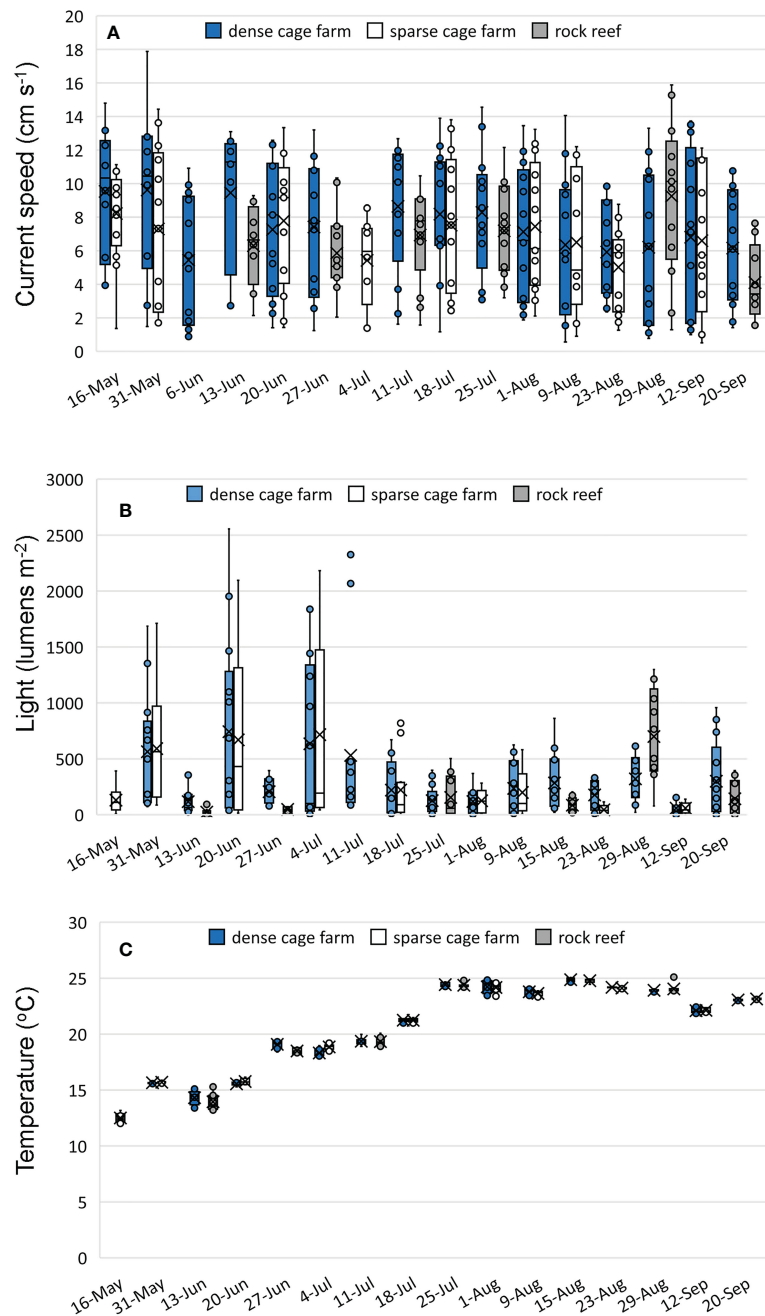 A
dense cage farm sparse cage farm rock reef
Current speed (cm s⁻¹)
20
18
16
14
12
10
8
6
4
2
0
16-May 31-May 6-Jun 13-Jun 20-Jun 27-Jun 4-Jul 11-Jul 18-Jul 25-Jul 1-Aug 9-Aug 23-Aug 29-Aug 12-Sep 20-Sep
B
dense cage farm sparse cage farm rock reef
Light (lumens m⁻²)
3000
2500
2000
1500
1000
500
0
16-May 31-May 13-Jun 20-Jun 27-Jun 4-Jul 11-Jul 18-Jul 25-Jul 1-Aug 9-Aug 15-Aug 23-Aug 29-Aug 12-Sep 20-Sep
C
dense cage farm sparse cage farm rock reef
Temperature (⁰C)
30
25
20
15
10
5
0
16-May 31-May 13-Jun 20-Jun 27-Jun 4-Jul 11-Jul 18-Jul 25-Jul 1-Aug 9-Aug 15-Aug 23-Aug 29-Aug 12-Sep 20-Sep